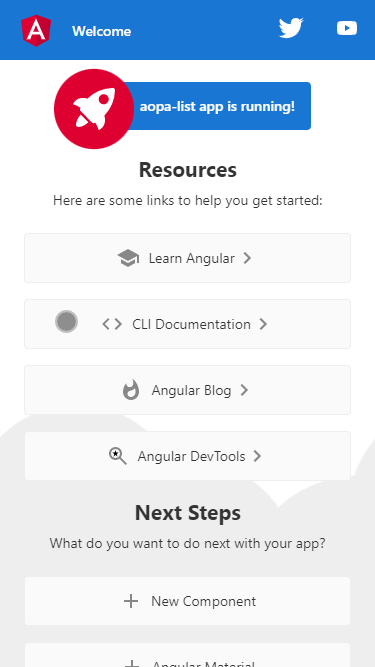 Welcome
aopa-list app is running!
Resources
Here are some links to help you get started:
Learn Angular
CLI Documentation
Angular Blog
Angular DevTools
Next Steps
What do you want to do next with your app?
New Component
Angular Material